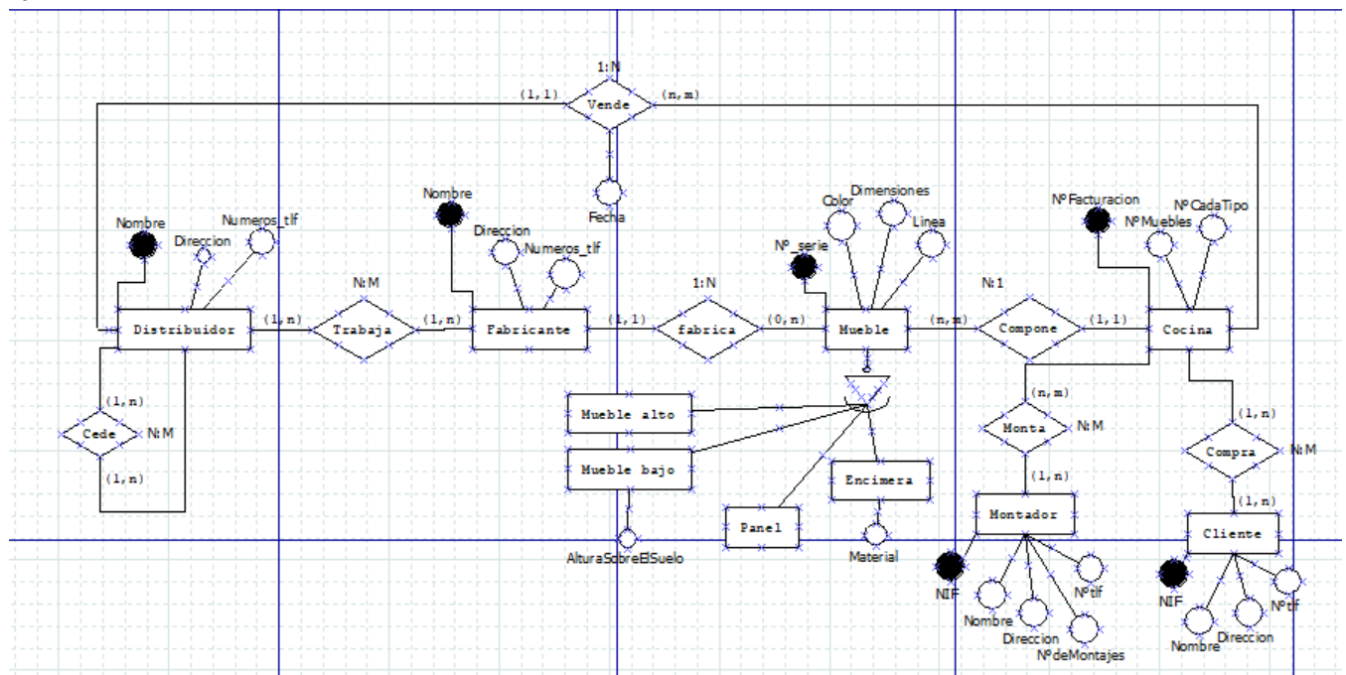 1:N
(1,1)
Vende
(n,m)
Fecha
Nombre
Direccion
Numeros_tlf
Nombre
Direccion
Numeros_tlf
Nº_serie
Color
Dimensiones
Linea
NºFacturacion
NºMuebles
NºCadaTipo
Distribuidor
(1,n)
N:M
Trabaja
(1,n)
Fabricante
(1,1)
1:N
fabrica
(0,n)
Mueble
(n,m)
N:1
Compone
(1,1)
Cocina
(1,n)
Cede
N:M
(1,n)
Mueble alto
Mueble bajo
AlturaSobreElSuelo
Panel
Encimera
Material
(n,m)
Monta
N:M
(1,n)
Montador
NIF
Nombre
Direccion
NºdeMontajes
Nºtlf
(1,n)
Compra
N:M
(1,n)
Cliente
NIF
Nombre
Direccion
Nºtlf